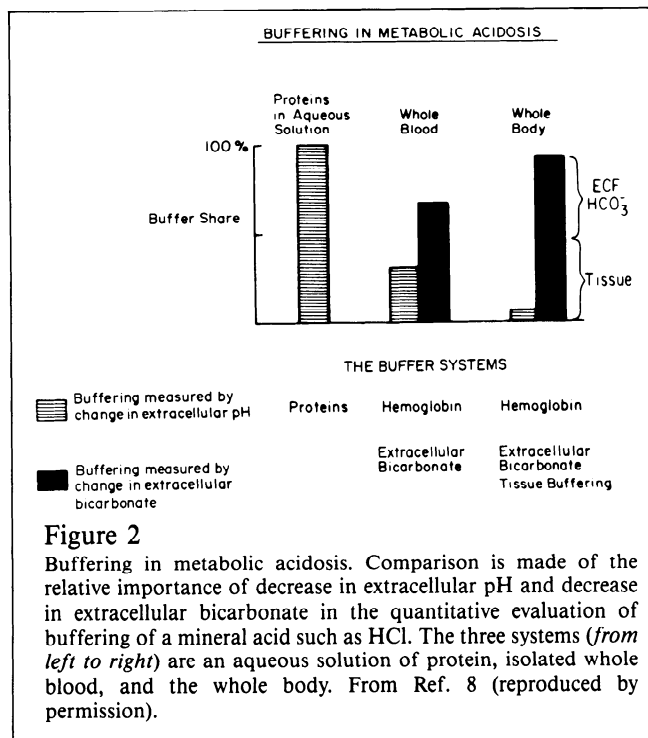 BUFFERING IN METABOLIC ACIDOSIS
Proteins
in Aqueous
Solution
Whole
Blood
Whole
Body
100 %
Buffer Share
ECF
HCO3-
Tissue
THE BUFFER SYSTEMS
Buffering measured by
change in extracellular pH
Proteins
Hemoglobin
Hemoglobin
Extracellular
Bicarbonate
Extracellular
Bicarbonate
Tissue Buffering
Buffering measured by
change in extracellular
bicarbonate
Figure 2
Buffering in metabolic acidosis. Comparison is made of the
relative importance of decrease in extracellular pH and decrease
in extracellular bicarbonate in the quantitative evaluation of
buffering of a mineral acid such as HCl. The three systems (from
left to right) are an aqueous solution of protein, isolated whole
blood, and the whole body. From Ref. 8 (reproduced by
permission).